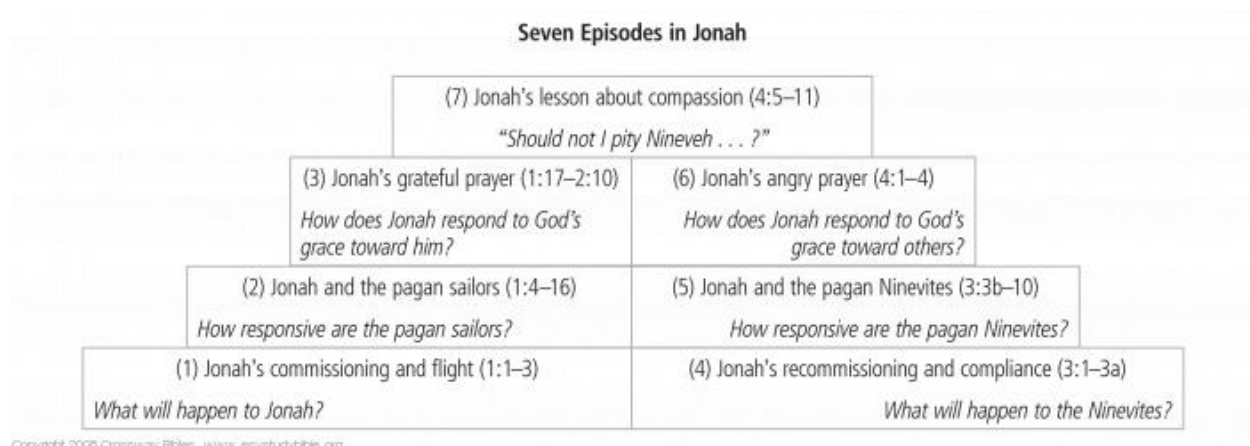 Seven Episodes in Jonah
(7) Jonah's lesson about compassion (4:5–11)
"Should not I pity Nineveh . . . ?"
(3) Jonah's grateful prayer (1:17–2:10)
How does Jonah respond to God's
grace toward him?
(6) Jonah's angry prayer (4:1–4)
How does Jonah respond to God's
grace toward others?
(2) Jonah and the pagan sailors (1:4–16)
How responsive are the pagan sailors?
(5) Jonah and the pagan Ninevites (3:3b–10)
How responsive are the pagan Ninevites?
(1) Jonah's commissioning and flight (1:1–3)
What will happen to Jonah?
(4) Jonah's recommissioning and compliance (3:1–3a)
What will happen to the Ninevites?
Crossway Bibles